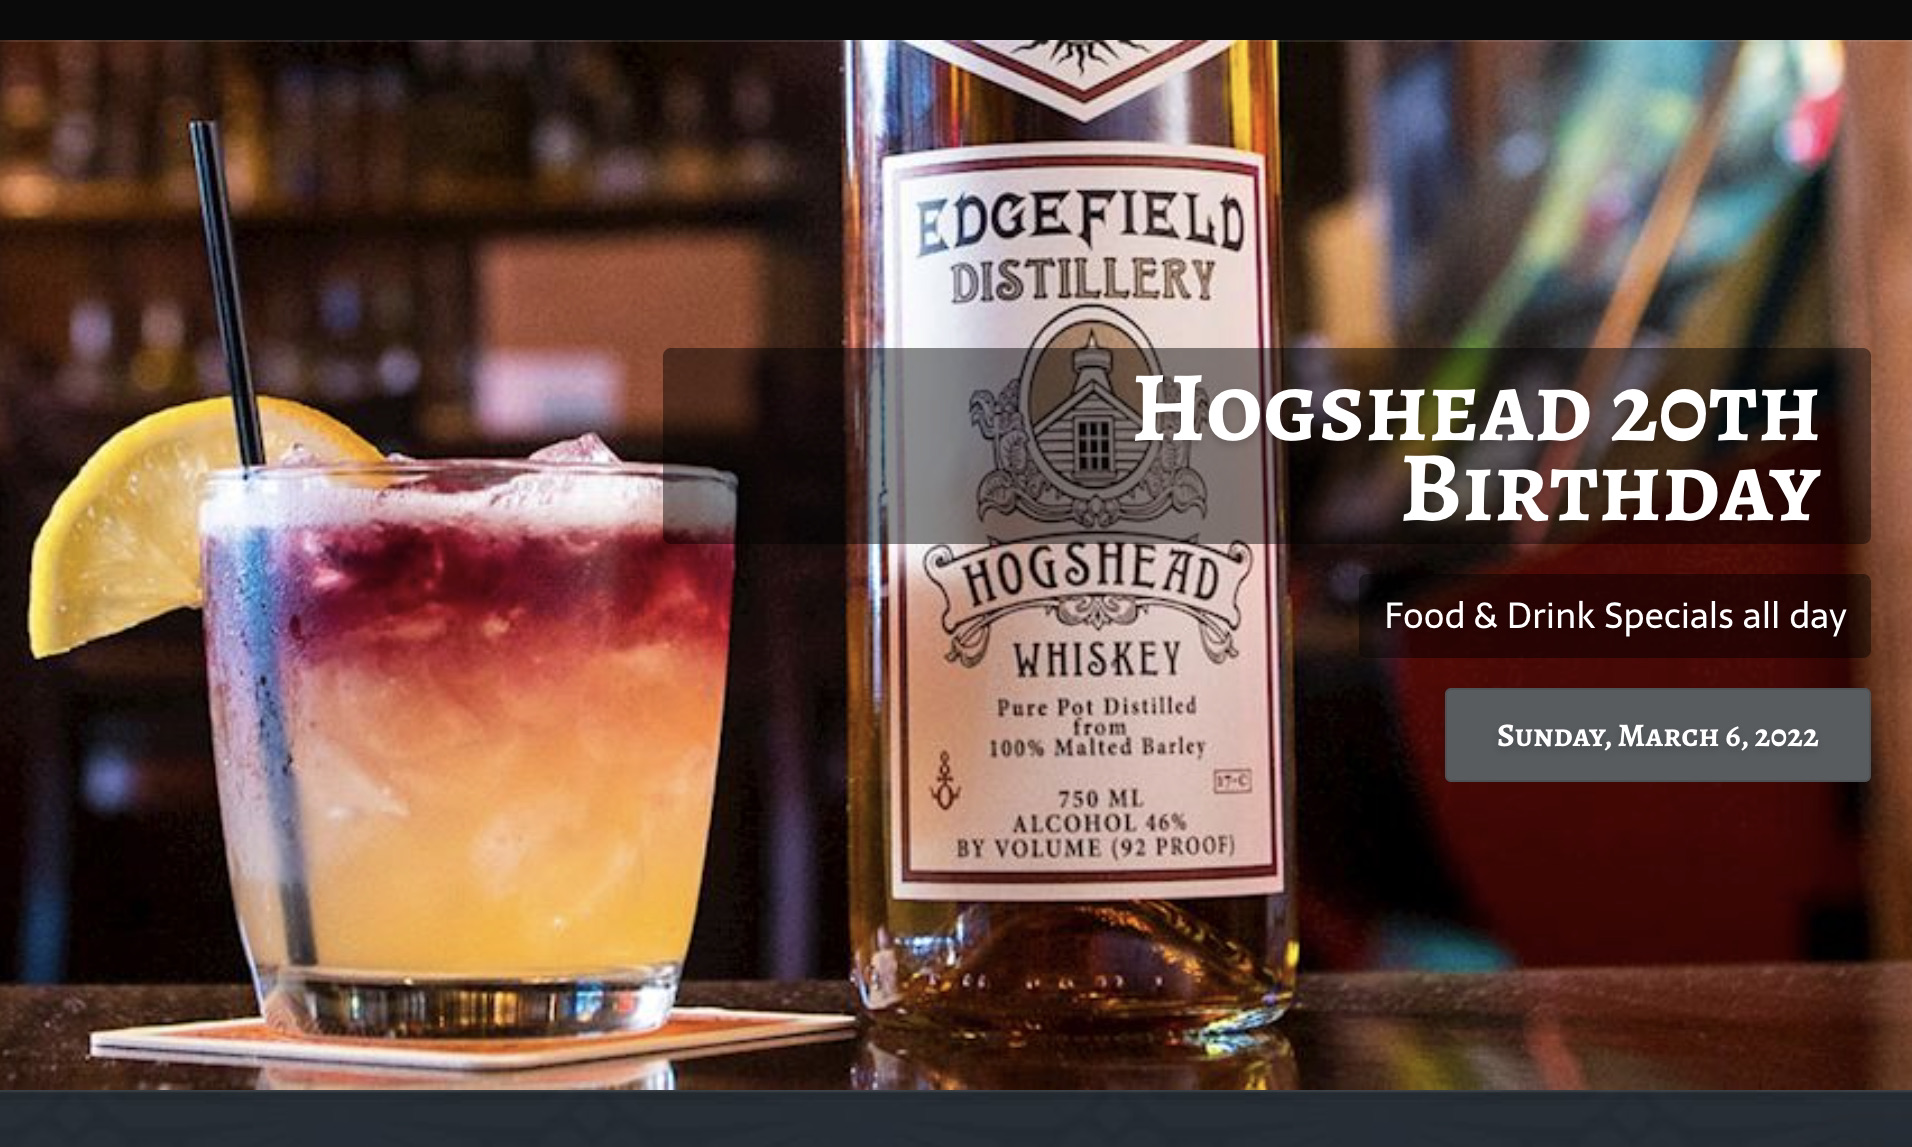 EDGEFIELD
DISTILLERY
HOGSHEAD
WHISKEY
Pure Pot Distilled
from
100% Malted Barley
17-C
750 ML
ALCOHOL 46%
BY VOLUME (92 PROOF)
Hogshead 20th
Birthday
Food & Drink Specials all day
Sunday, March 6, 2022